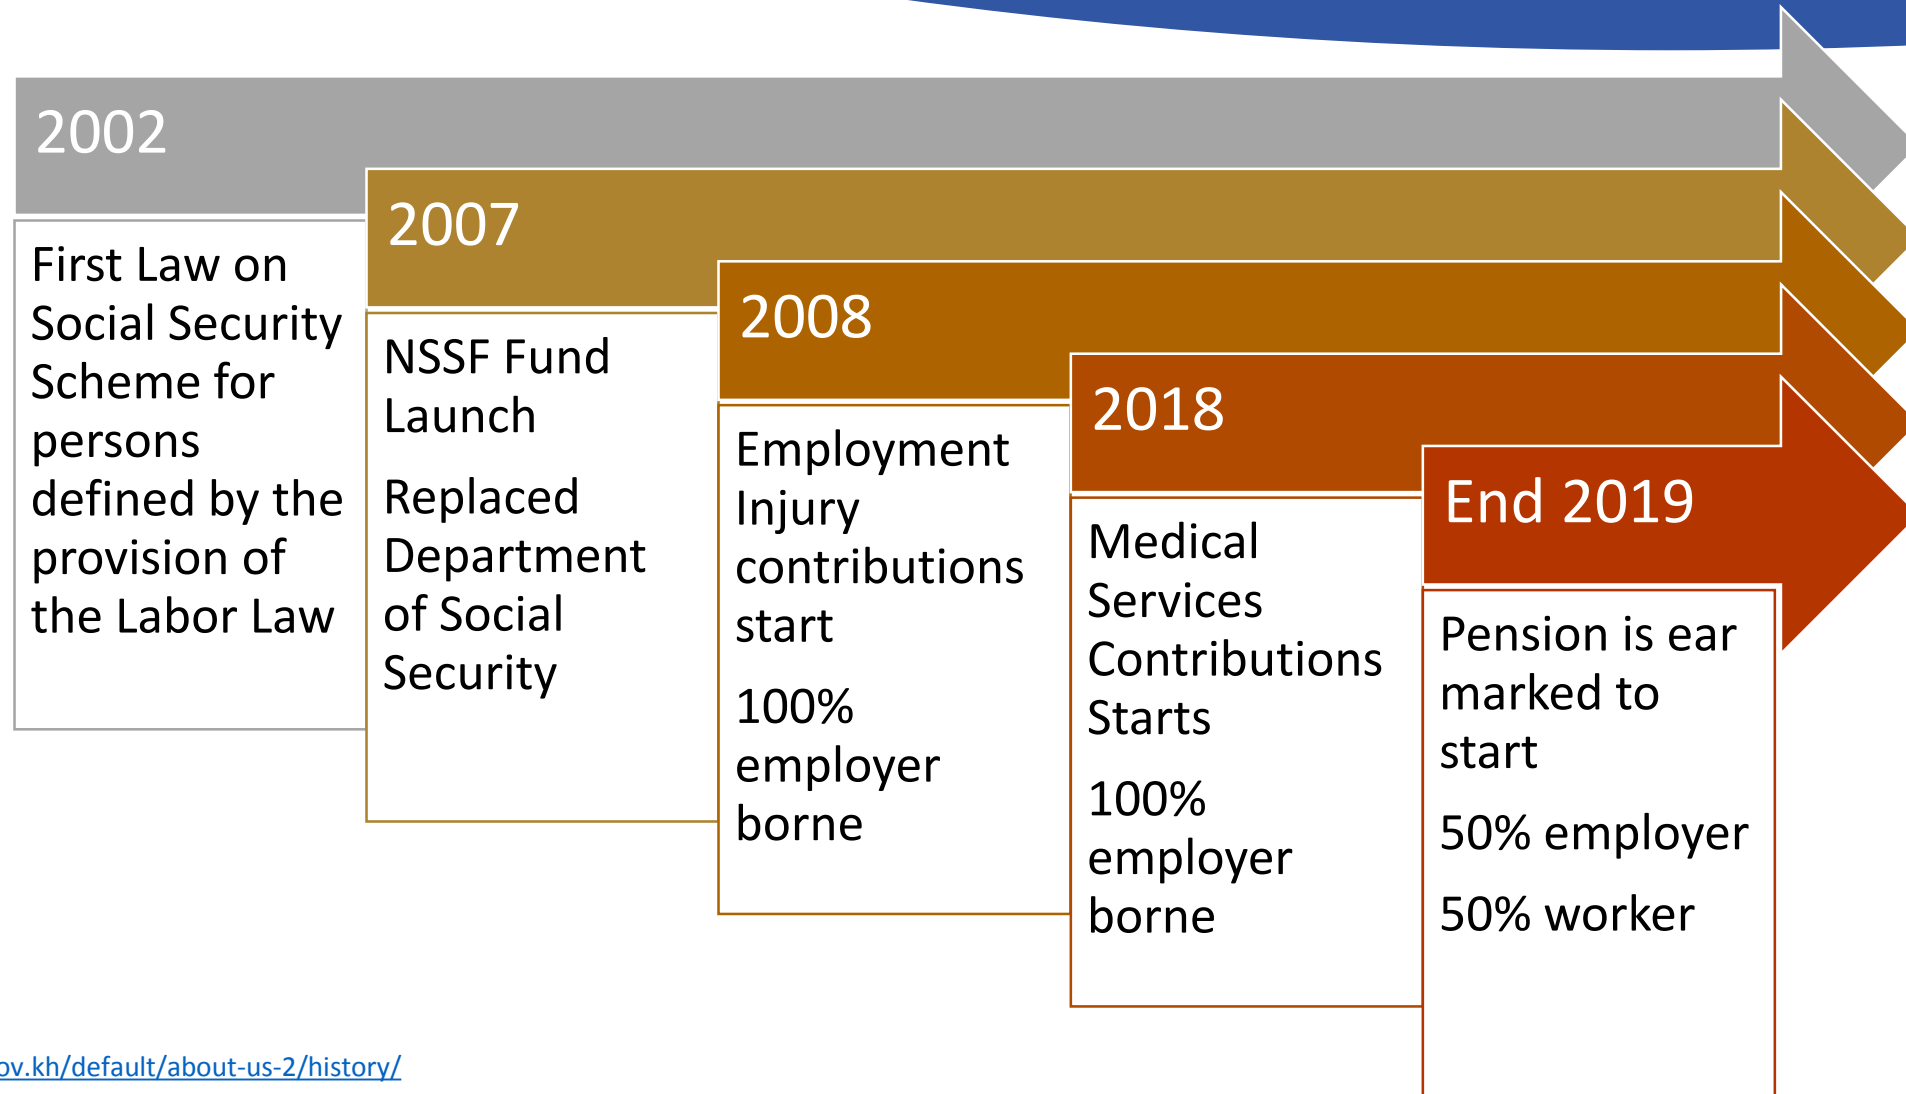 2002
First Law on
Social Security
Scheme for
persons
defined by the
provision of
the Labor Law
2007
NSSF Fund
Launch
Replaced
Department
of Social
Security
2008
Employment
Injury
contributions
start
100%
employer
borne
2018
Medical
Services
Contributions
Starts
100%
employer
borne
End 2019
Pension is ear
marked to
start
50% employer
50% worker
ov.kh/default/about-us-2/history/